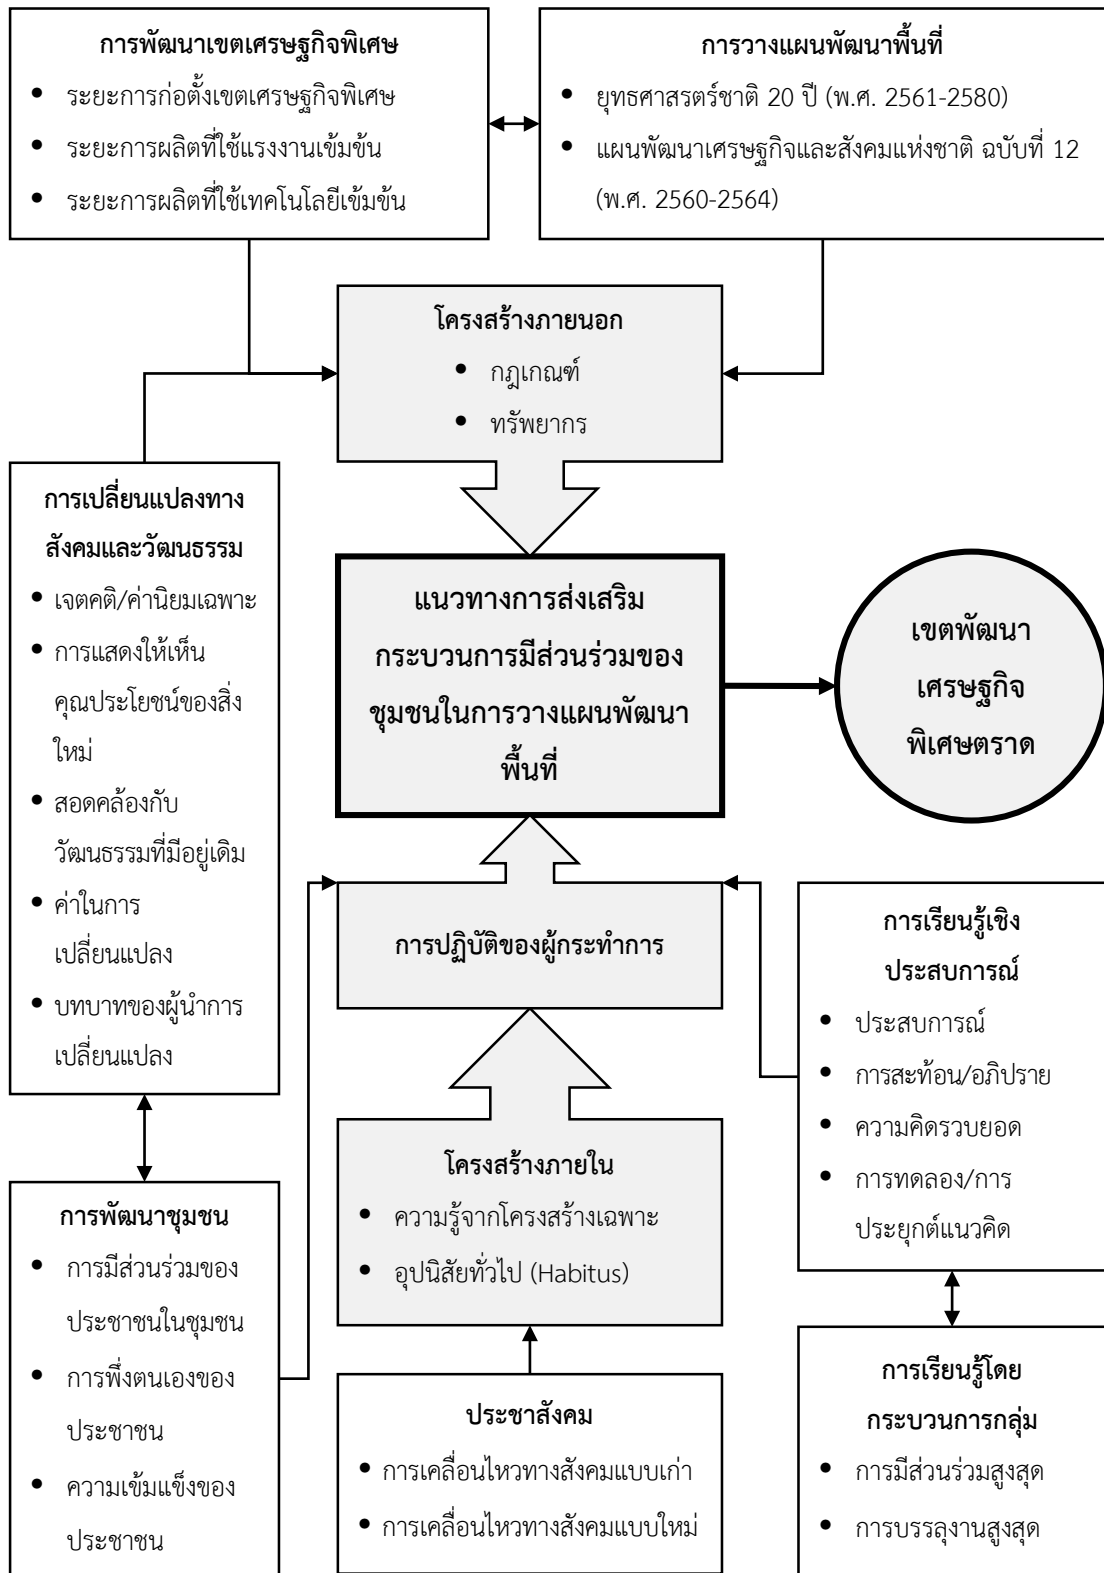 การพัฒนาเขตเศรษฐกิจพิเศษ
• ระยะการก่อตั้งเขตเศรษฐกิจพิเศษ
• ระยะการผลิตที่ใช้แรงงานเข้มข้น
• ระยะการผลิตที่ใช้เทคโนโลยีเข้มข้น
การวางแผนพัฒนาพื้นที่
• ยุทธศาสรตร์ชาติ 20 ปี (พ.ศ. 2561-2580)
• แผนพัฒนาเศรษฐกิจและสังคมแห่งชาติ ฉบับที่ 12
(พ.ศ. 2560-2564)
โครงสร้างภายนอก
• กฎเกณฑ์
• ทรัพยากร
การเปลี่ยนแปลงทาง
สังคมและวัฒนธรรม
• เจตคติ/ค่านิยมเฉพาะ
• การแสดงให้เห็น
คุณประโยชน์ของสิ่ง
ใหม่
• สอดคล้องกับ
วัฒนธรรมที่มีอยู่เดิม
• ค่าในการ
เปลี่ยนแปลง
• บทบาทของผู้นำการ
เปลี่ยนแปลง
แนวทางการส่งเสริม
กระบวนการมีส่วนร่วมของ
ชุมชนในการวางแผนพัฒนา
พื้นที่
เขตพัฒนา
เศรษฐกิจ
พิเศษตราด
การปฏิบัติของผู้กระทำการ
การเรียนรู้เชิง
ประสบการณ์
• ประสบการณ์
• การสะท้อน/อภิปราย
• ความคิดรวบยอด
• การทดลอง/การ
ประยุกต์แนวคิด
โครงสร้างภายใน
• ความรู้จากโครงสร้างเฉพาะ
• อุปนิสัยทั่วไป (Habitus)
การพัฒนาชุมชน
• การมีส่วนร่วมของ
ประชาชนในชุมชน
• การพึ่งตนเองของ
ประชาชน
• ความเข้มแข็งของ
ประชาชน
ประชาสังคม
• การเคลื่อนไหวทางสังคมแบบเก่า
• การเคลื่อนไหวทางสังคมแบบใหม่
การเรียนรู้โดย
กระบวนการกลุ่ม
• การมีส่วนร่วมสูงสุด
• การบรรลุงานสูงสุด